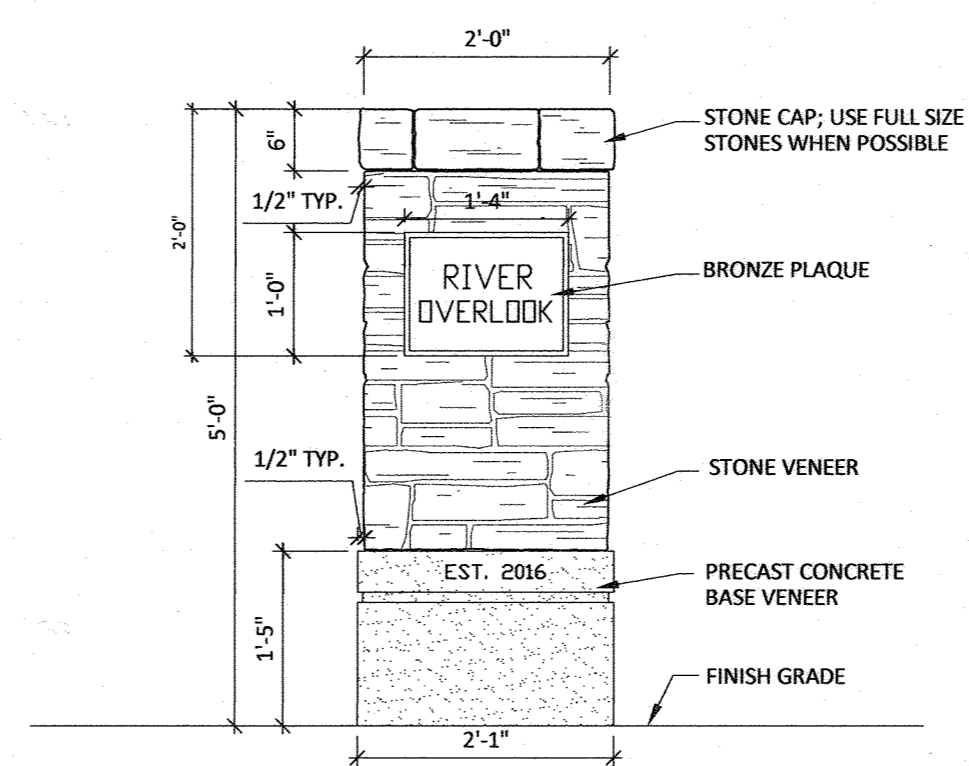 2'-0"
STONE CAP; USE FULL SIZE
STONES WHEN POSSIBLE
6"
1/2" TYP.
1'-4"
2'-0"
1'-0"
RIVER
OVERLOOK
BRONZE PLAQUE
5'-0"
1/2" TYP.
STONE VENEER
EST. 2016
PRECAST CONCRETE
BASE VENEER
1'-5"
FINISH GRADE
2'-1"